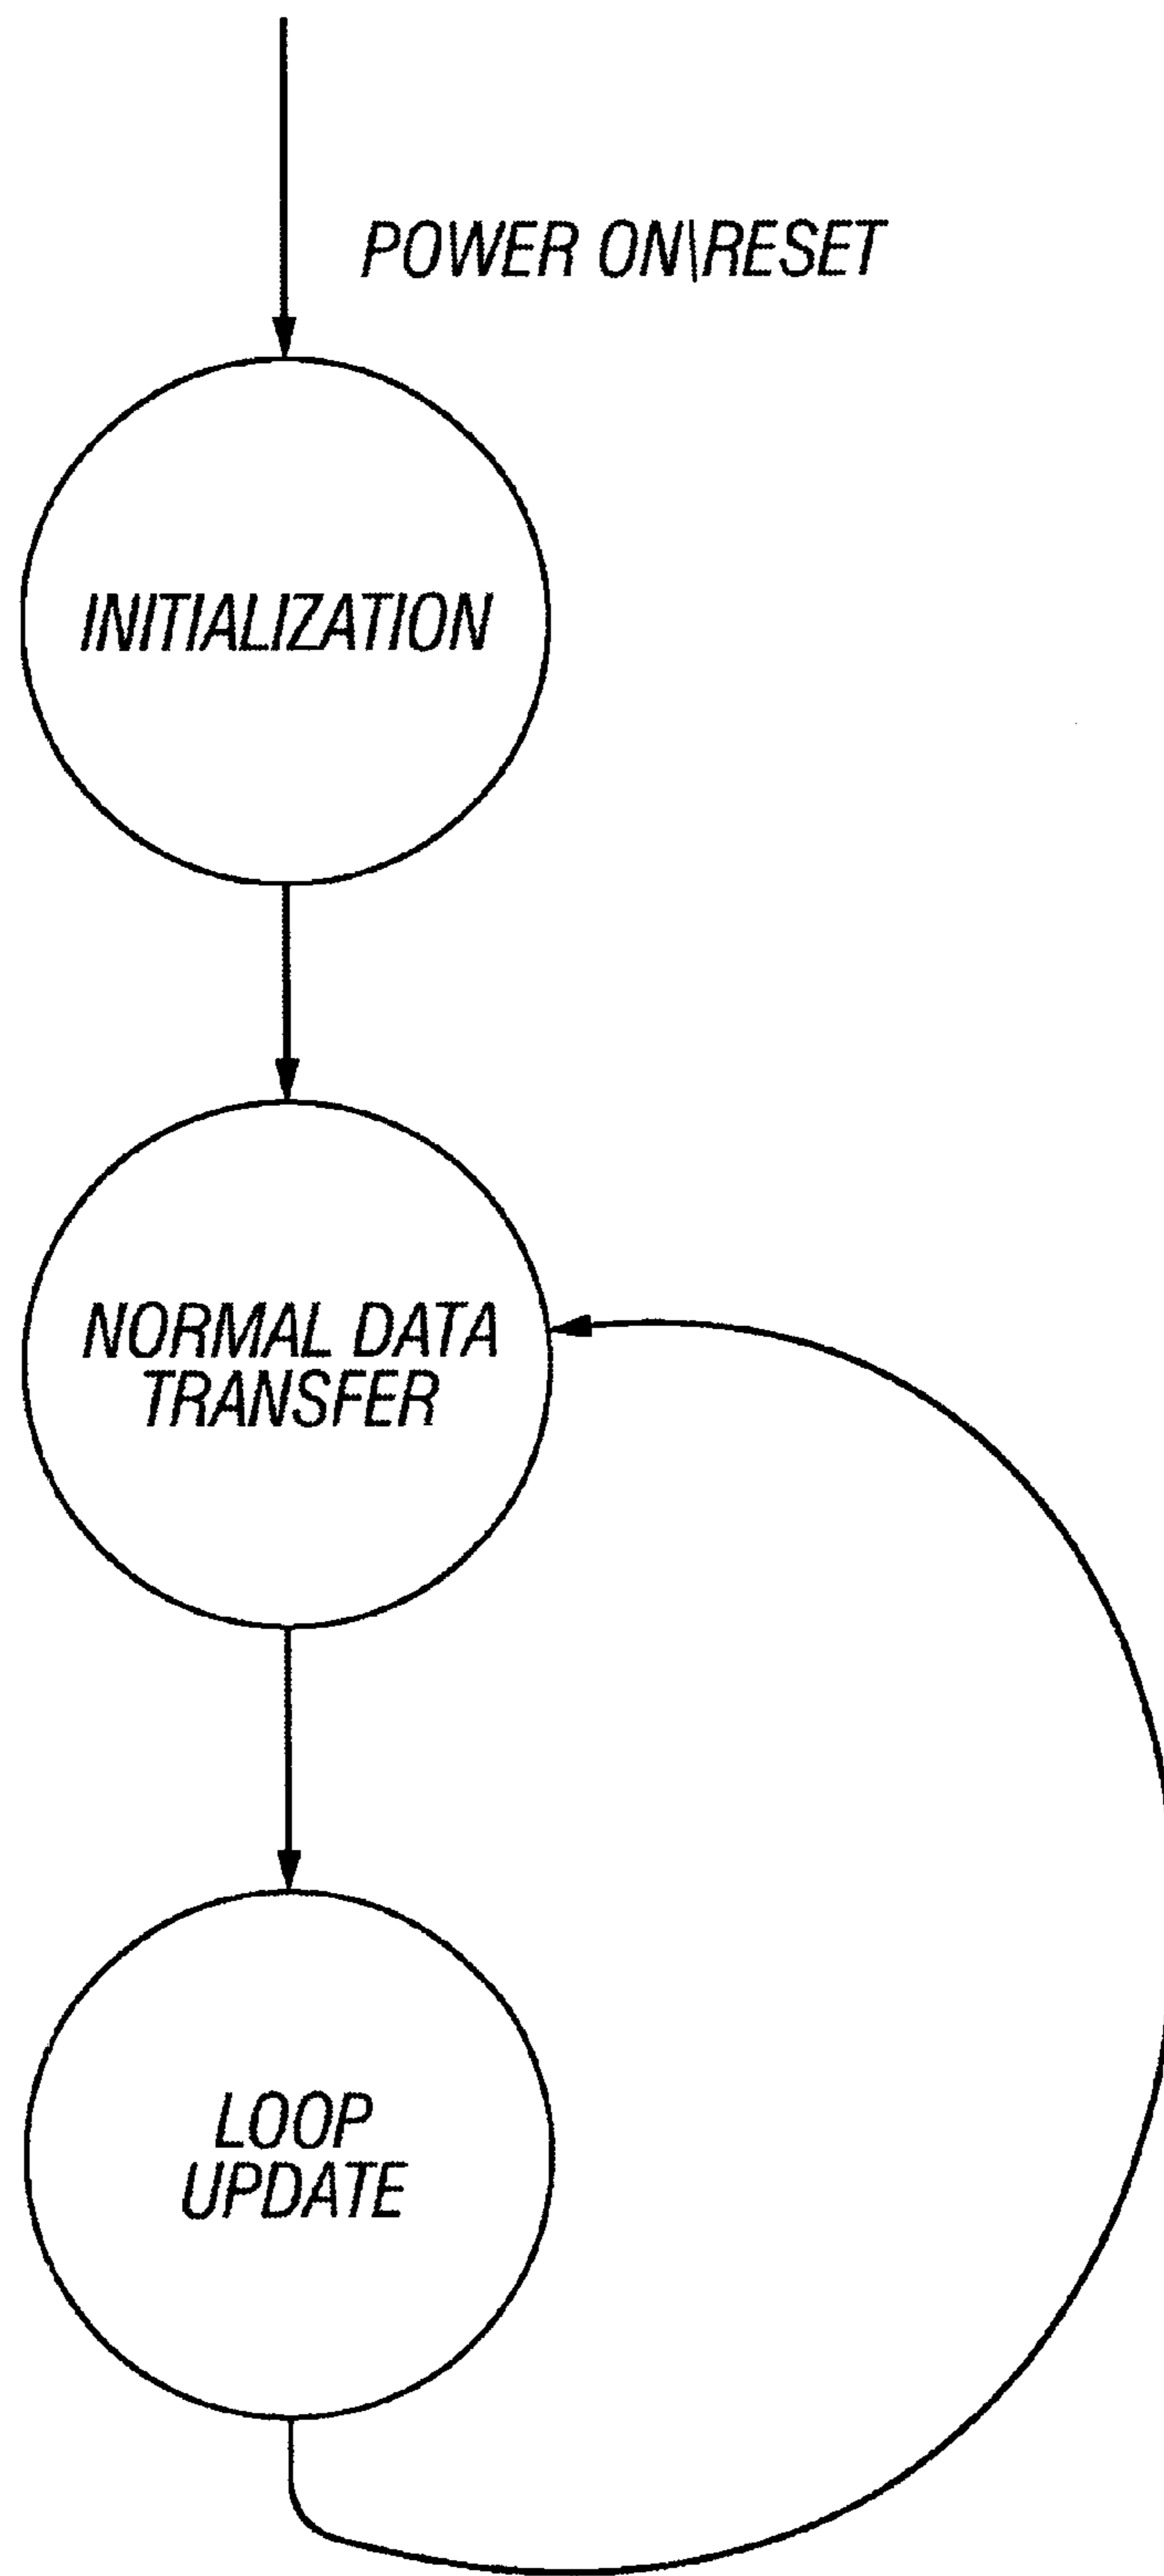 POWER ON\RESET
INITIALIZATION
NORMAL DATA
TRANSFER
LOOP
UPDATE